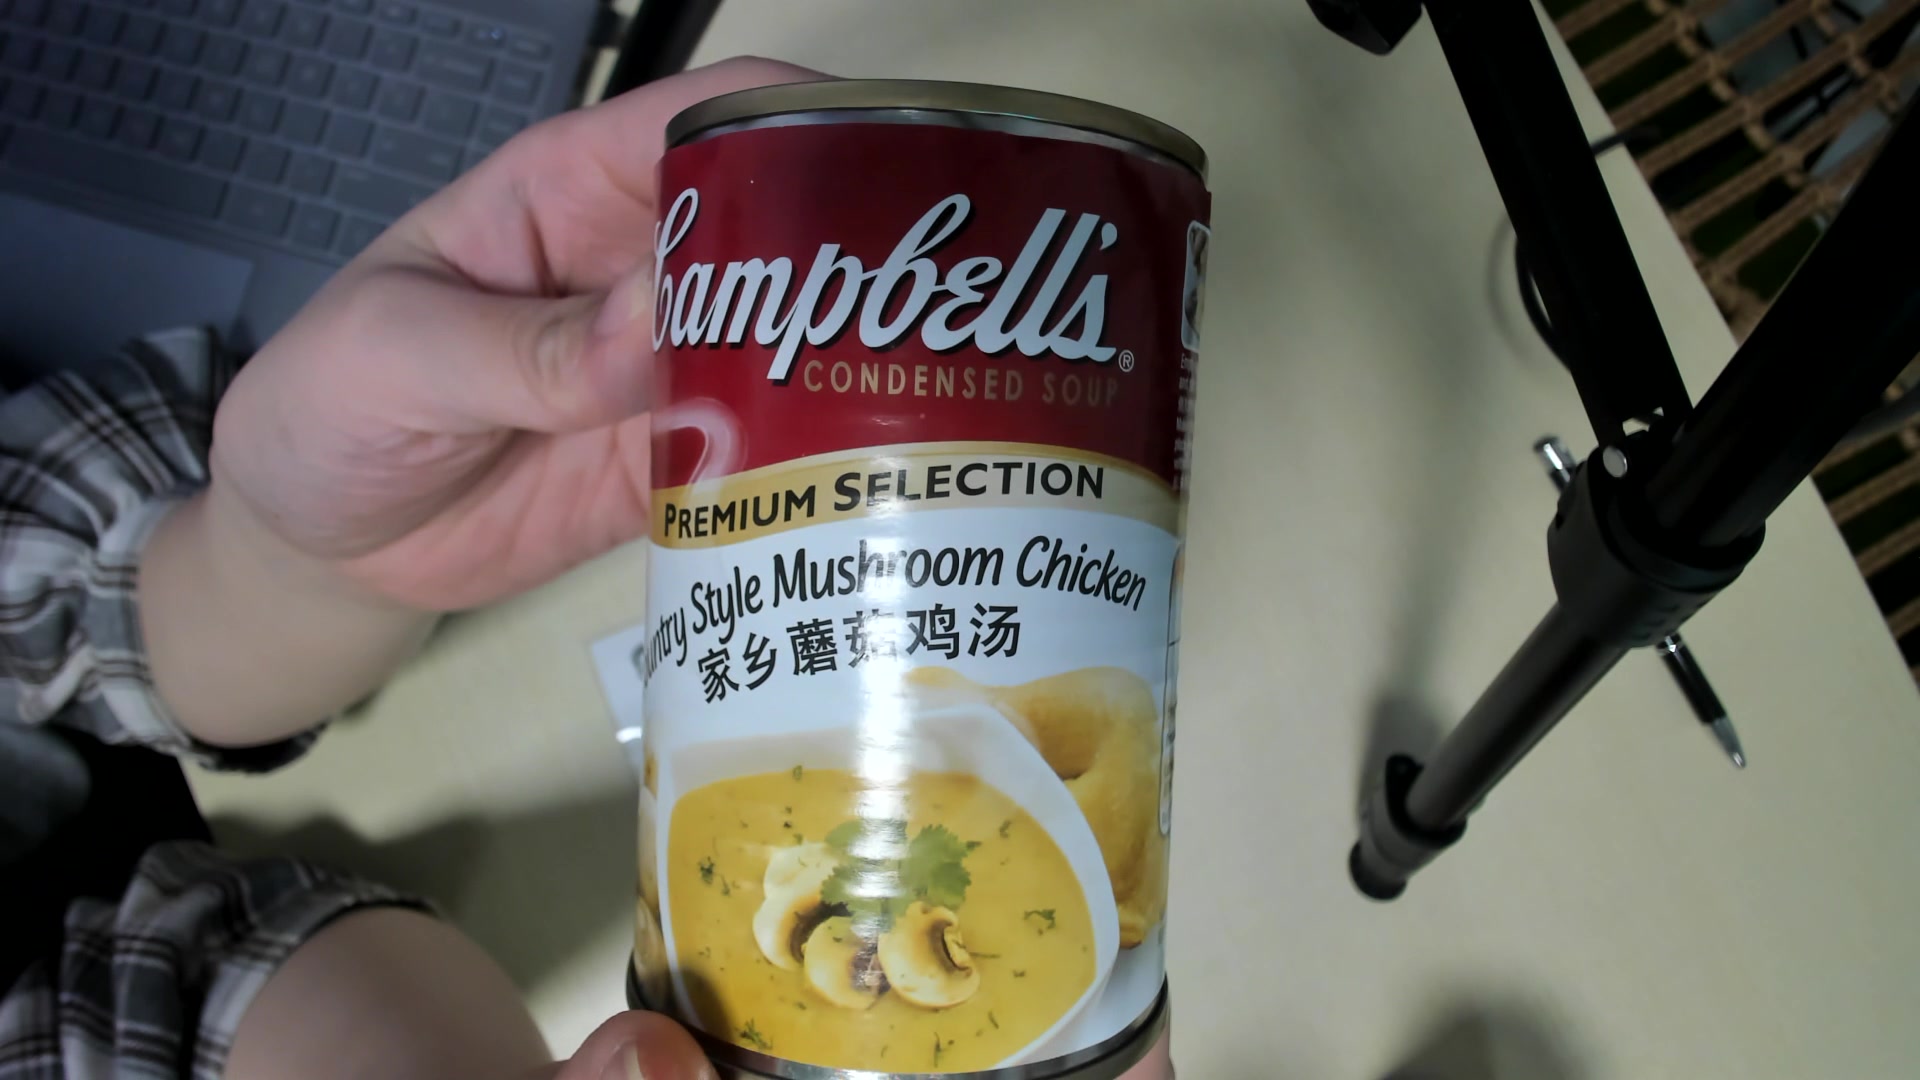 Campbell's®
CONDENSED SOUP
PREMIUM SELECTION
Style Mushroom Chicken
家乡蘑菇鸡汤